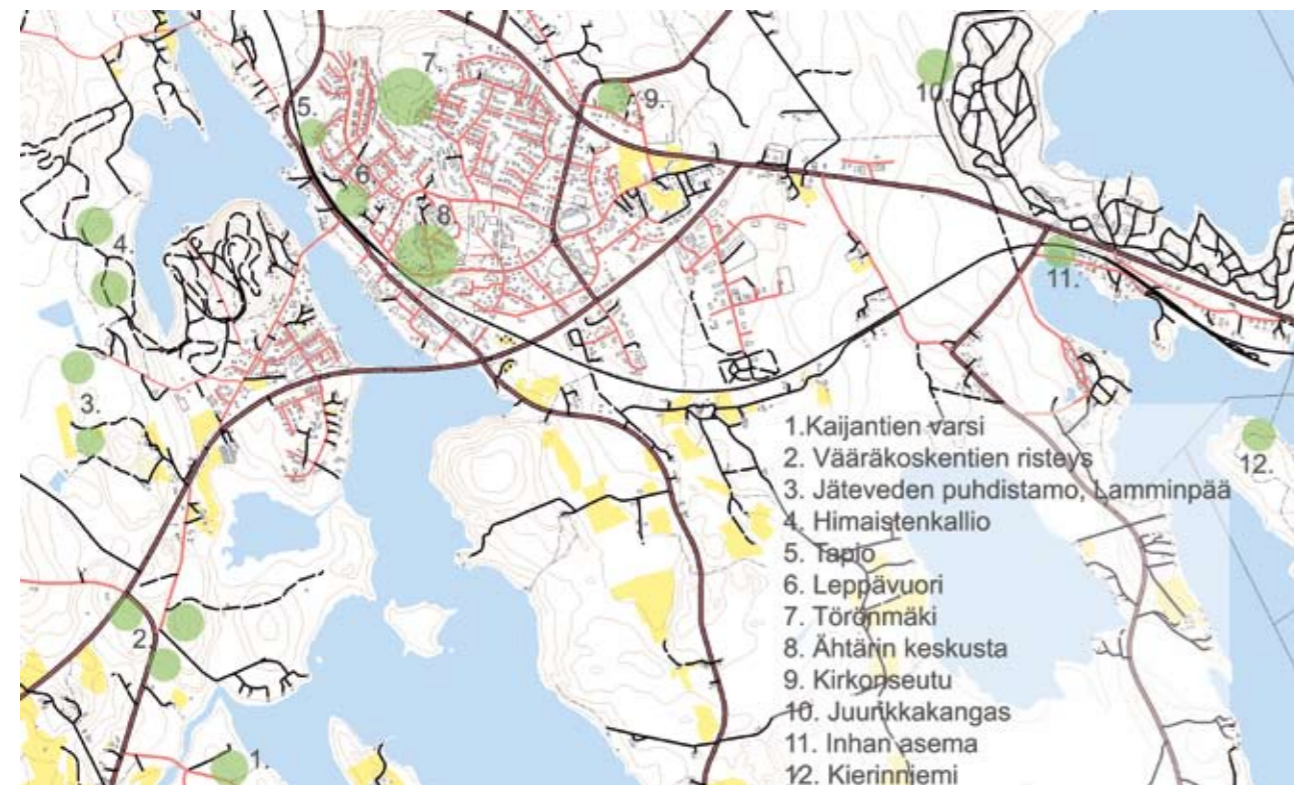 7.
5.
9.
10.
6.
8.
4.
11.
3.
12.
2.
1.
1.Kaijantien varsi
2. Vääräkoskentien risteys
3. Jäteveden puhdistamo, Lamminpää
4. Himaistenkallio
5. Tapio
6. Leppävuori
7. Törönmäki
8. Ähtärin keskusta
9. Kirkonseutu
10. Juurikkakangas
11. Inhan asema
12. Kierinniemi